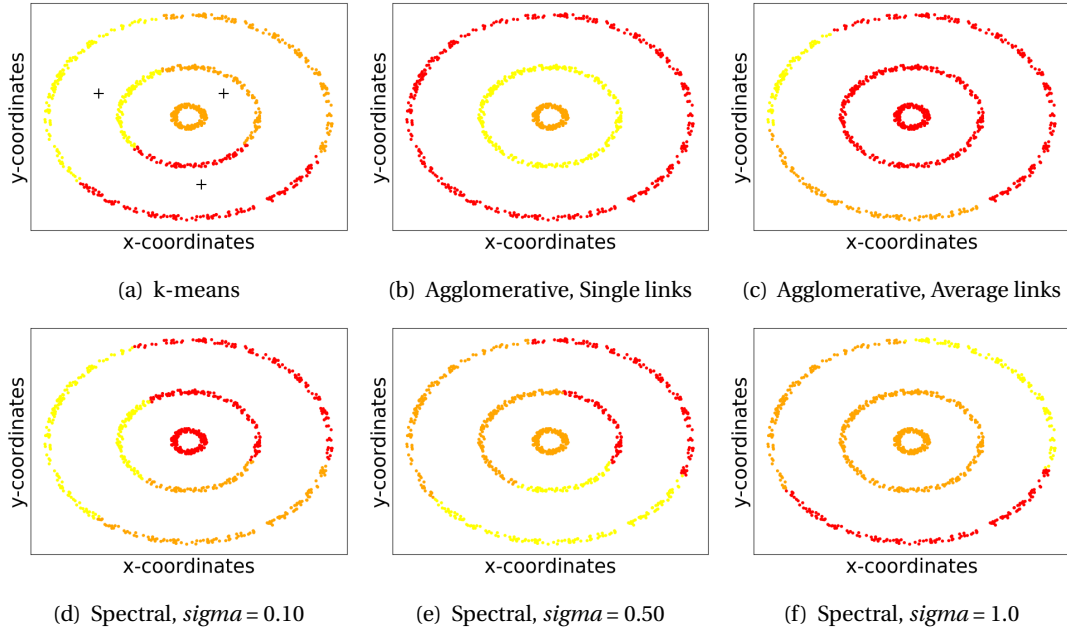 y-coordinates
x-coordinates
(a) k-means
y-coordinates
x-coordinates
(b) Agglomerative, Single links
y-coordinates
x-coordinates
(c) Agglomerative, Average links
y-coordinates
x-coordinates
(d) Spectral, sigma = 0.10
y-coordinates
x-coordinates
(e) Spectral, sigma = 0.50
y-coordinates
x-coordinates
(f) Spectral, sigma = 1.0